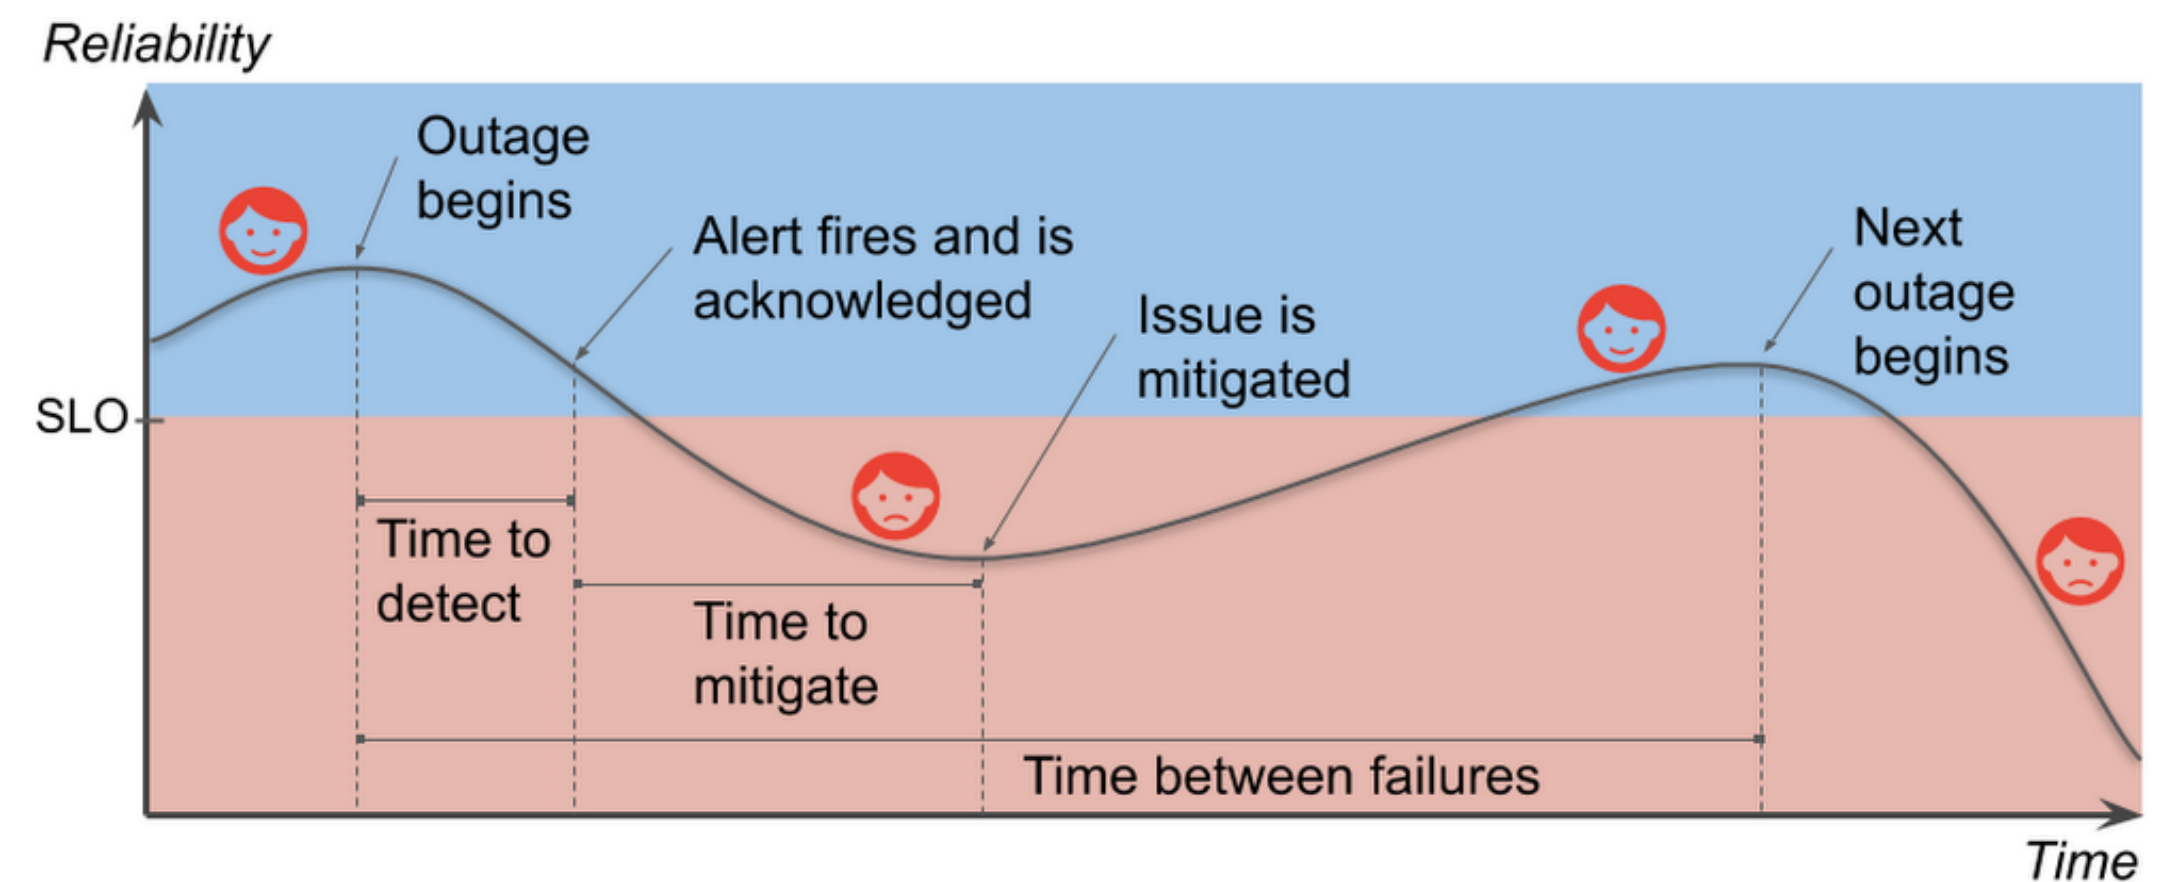 Reliability
Outage
begins
Alert fires and is
acknowledged
Issue is
mitigated
Next
outage
begins
SLO
Time to
detect
Time to
mitigate
Time between failures
Time